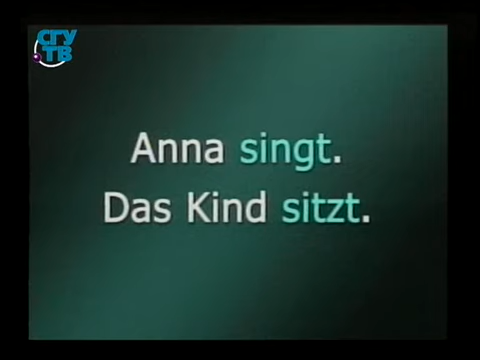 СГУ
ТВ
Anna singt.
Das Kind sitzt.